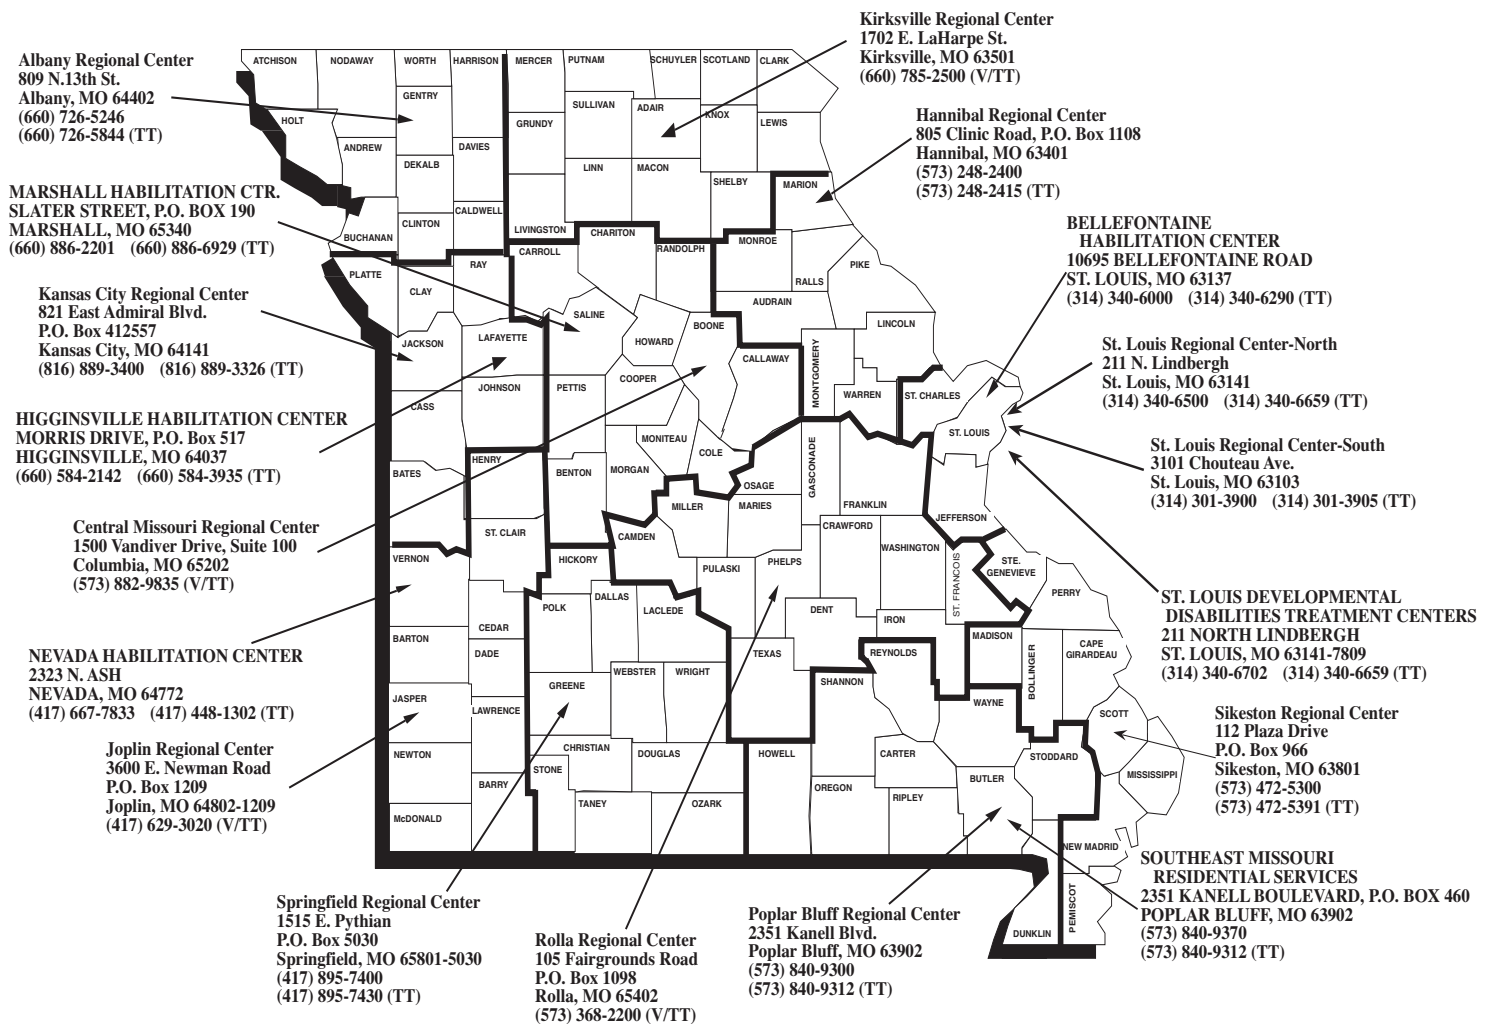 Kirksville Regional Center
1702 E. LaHarpe St.
Kirksville, MO 63501
(660) 785-2500 (V/TT)
Albany Regional Center
809 N.13th St.
Albany, MO 64402
(660) 726-5246
(660) 726-5844 (TT)
Hannibal Regional Center
805 Clinic Road, P.O. Box 1108
Hannibal, MO 63401
(573) 248-2400
(573) 248-2415 (TT)
MARSHALL HABILITATION CTR.
SLATER STREET, P.O. BOX 190
MARSHALL, MO 65340
(660) 886-2201 (660) 886-6929 (TT)
BELLEFONTAINE
HABILITATION CENTER
10695 BELLEFONTAINE ROAD
ST. LOUIS, MO 63137
(314) 340-6000 (314) 340-6290 (TT)
Kansas City Regional Center
821 East Admiral Blvd.
P.O. Box 412557
Kansas City, MO 64141
(816) 889-3400 (816) 889-3326 (TT)
St. Louis Regional Center-North
211 N. Lindbergh
St. Louis, MO 63141
(314) 340-6500 (314) 340-6659 (TT)
HIGGINSVILLE HABILITATION CENTER
MORRIS DRIVE, P.O. Box 517
HIGGINSVILLE, MO 64037
(660) 584-2142 (660) 584-3935 (TT)
St. Louis Regional Center-South
3101 Chouteau Ave.
St. Louis, MO 63103
(314) 301-3900 (314) 301-3905 (TT)
Central Missouri Regional Center
1500 Vandiver Drive, Suite 100
Columbia, MO 65202
(573) 882-9835 (V/TT)
ST. LOUIS DEVELOPMENTAL
DISABILITIES TREATMENT CENTERS
211 NORTH LINDBERGH
ST. LOUIS, MO 63141-7809
(314) 340-6702 (314) 340-6659 (TT)
NEVADA HABILITATION CENTER
2323 N. ASH
NEVADA, MO 64772
(417) 667-7833 (417) 448-1302 (TT)
Sikeston Regional Center
112 Plaza Drive
P.O. Box 966
Sikeston, MO 63801
(573) 472-5300
(573) 472-5391 (TT)
Joplin Regional Center
3600 E. Newman Road
P.O. Box 1209
Joplin, MO 64802-1209
(417) 629-3020 (V/TT)
SOUTHEAST MISSOURI
RESIDENTIAL SERVICES
2351 KANELL BOULEVARD, P.O. BOX 460
POPLAR BLUFF, MO 63902
(573) 840-9370
(573) 840-9312 (TT)
Springfield Regional Center
1515 E. Pythian
P.O. Box 5030
Springfield, MO 65801-5030
(417) 895-7400
(417) 895-7430 (TT)
Rolla Regional Center
105 Fairgrounds Road
P.O. Box 1098
Rolla, MO 65402
(573) 368-2200 (V/TT)
Poplar Bluff Regional Center
2351 Kanell Blvd.
Poplar Bluff, MO 63902
(573) 840-9300
(573) 840-9312 (TT)
ATCHISON
NODAWAY
WORTH
HARRISON
MERCER
PUTNAM
SCHUYLER
SCOTLAND
CLARK
GENTRY
SULLIVAN
ADAIR
KNOX
LEWIS
HOLT
GRUNDY
ANDREW
DAVIES
DEKALB
LINN
MACON
SHELBY
MARION
CALDWELL
CLINTON
LIVINGSTON
CHARITON
BUCHANAN
CARROLL
RANDOLPH
MONROE
RAY
PLATTE
CLAY
RALLS
PIKE
AUDRAIN
SALINE
BOONE
LINCOLN
JACKSON
LAFAYETTE
HOWARD
CALLAWAY
MONTGOMERY
COOPER
JOHNSON
PETTIS
WARREN
ST. CHARLES
CASS
ST. LOUIS
MONITEAU
COLE
HENRY
BATES
BENTON
MORGAN
OSAGE
GASCONADE
FRANKLIN
MILLER
MARIES
JEFFERSON
ST. CLAIR
CAMDEN
CRAWFORD
WASHINGTON
VERNON
HICKORY
PULASKI
PHELPS
ST. FRANCOIS
STE.
GENEVIEVE
PERRY
DALLAS
POLK
LACLEDE
DENT
IRON
CEDAR
BARTON
MADISON
CAPE
GIRARDEAU
BOLLINGER
DADE
TEXAS
REYNOLDS
WEBSTER
WRIGHT
SHANNON
GREENE
JASPER
LAWRENCE
WAYNE
SCOTT
CHRISTIAN
DOUGLAS
HOWELL
CARTER
STODDARD
NEWTON
STONE
BUTLER
MISSISSIPPI
BARRY
OREGON
RIPLEY
TANEY
OZARK
McDONALD
NEW MADRID
PEMISCOT
DUNKLIN